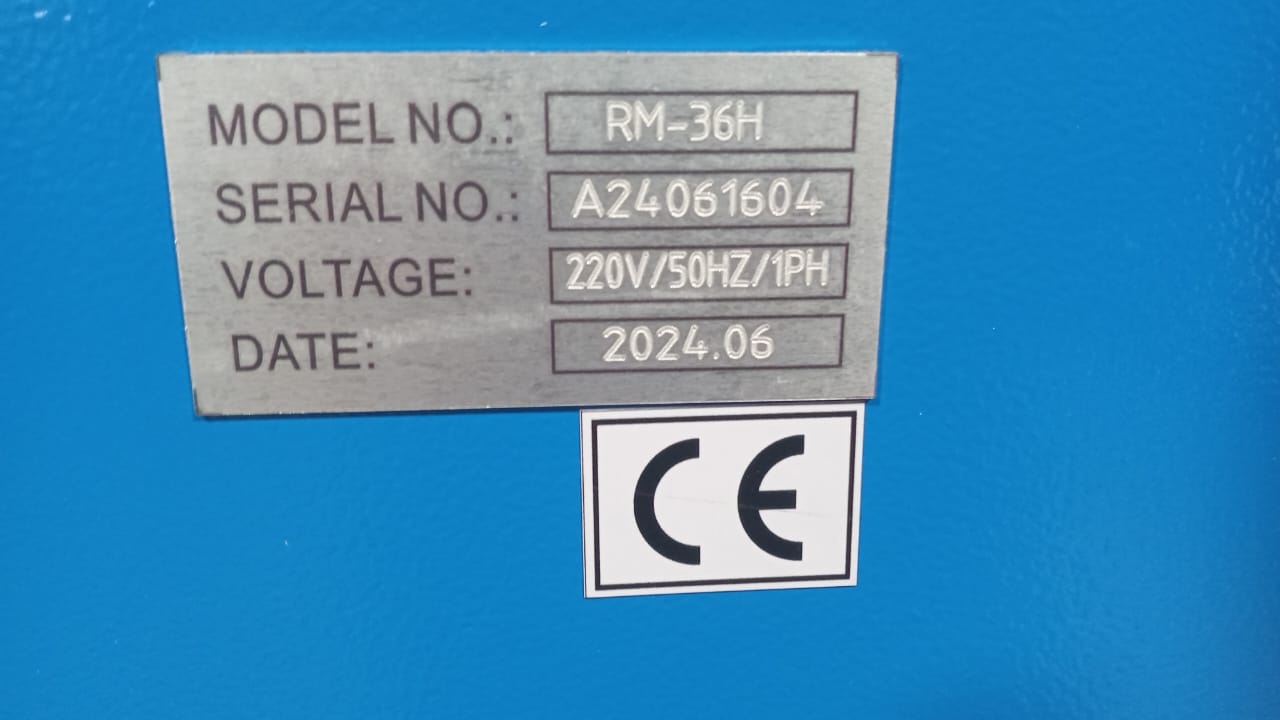 MODEL NO.: RM-36H
SERIAL NO.: A24061604
VOLTAGE: 220V/50HZ/1PH
DATE: 2024.06
CE